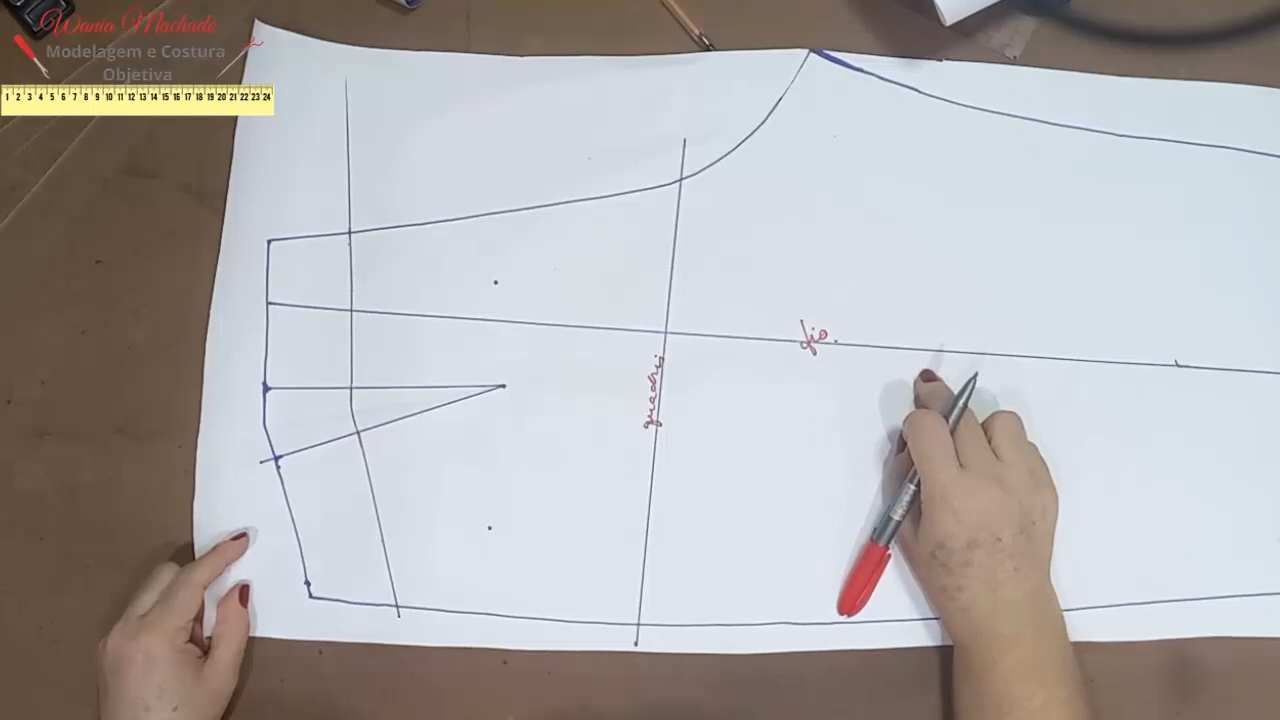 Wania Machado
Modelagem e Costura
Objetiva
1 2 3 4 5 6 7 8 9 10 11 12 13 14 15 16 17 18 19 20 21 22 23 24
fio.
quadril